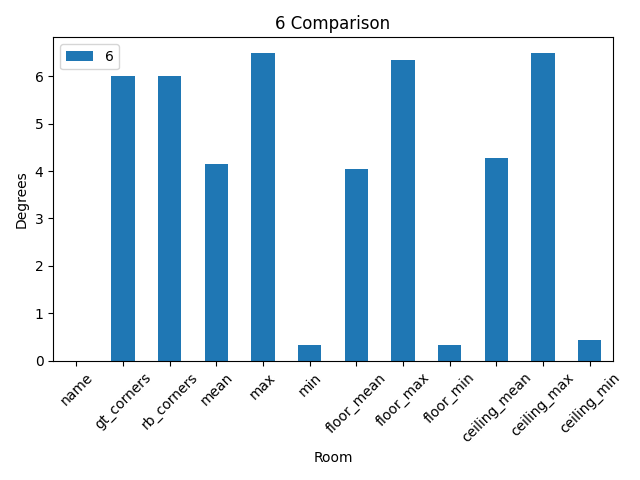 6 Comparison
6
Degrees
6
5
4
3
2
1
0
name
gt_corners
rb_corners
mean
max
min
floor_mean
floor_max
floor_min
ceiling_mean
ceiling_max
ceiling_min
Room